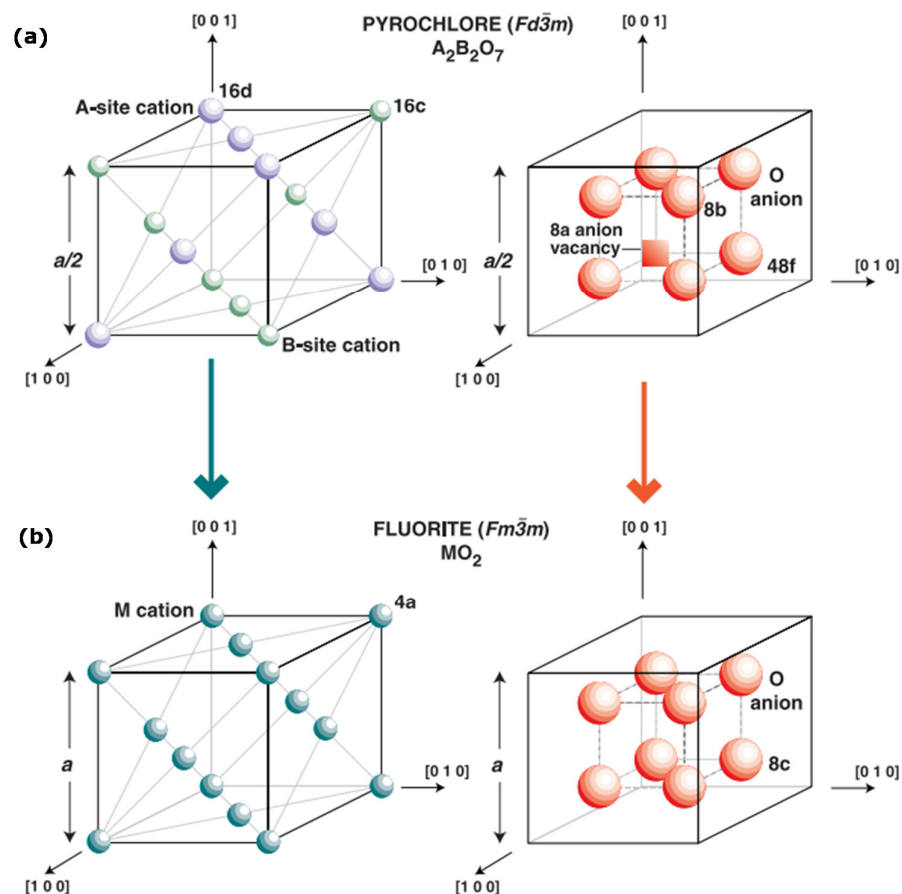 (a)
[0 0 1]
PYROCHLORE (Fd3̄m)
A₂B₂O₇
[0 0 1]
16d
A-site cation
16c
O
anion
8b
8a anion
vacancy
a/2
[0 1 0]
a/2
48f
[0 1 0]
B-site cation
[1 0 0]
[1 0 0]
(b)
[0 0 1]
FLUORITE (Fm3̄m)
MO₂
[0 0 1]
M cation
4a
O
anion
a
[0 1 0]
a
8c
[0 1 0]
[1 0 0]
[1 0 0]